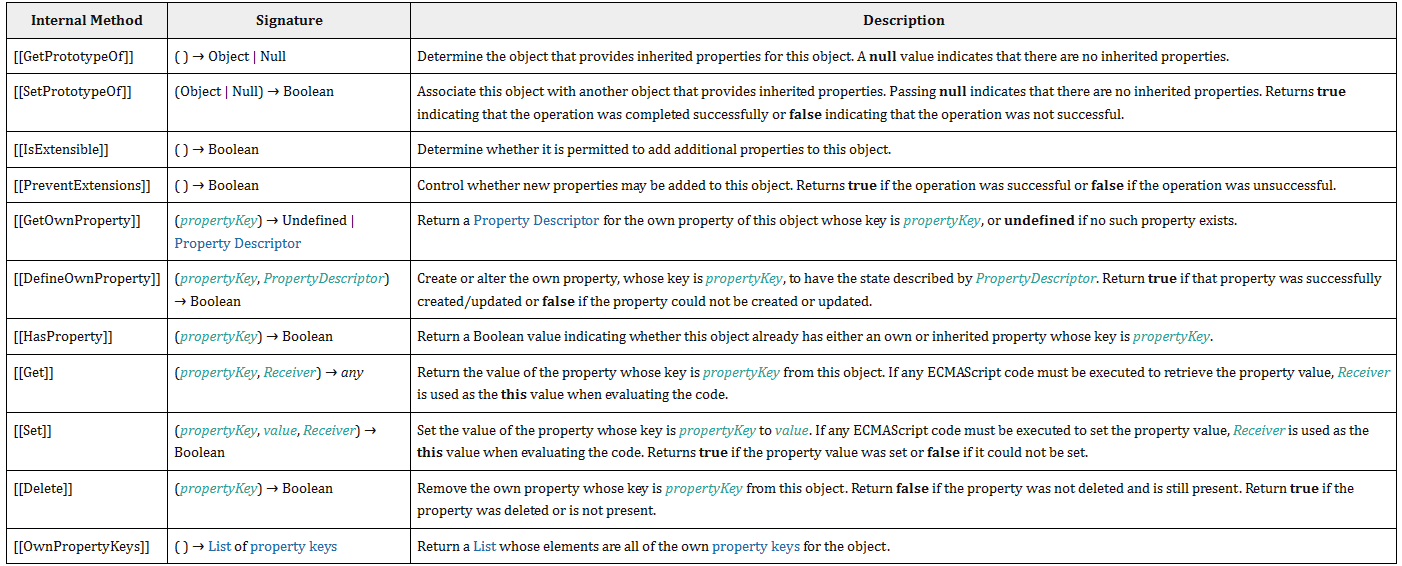 Internal Method Signature Description
[[GetPrototypeOf]] ( ) → Object | Null Determine the object that provides inherited properties for this object. A null value indicates that there are no inherited properties.
[[SetPrototypeOf]] (Object | Null) → Boolean Associate this object with another object that provides inherited properties. Passing null indicates that there are no inherited properties. Returns true
indicating that the operation was completed successfully or false indicating that the operation was not successful.
[[IsExtensible]] ( ) → Boolean Determine whether it is permitted to add additional properties to this object.
[[PreventExtensions]] ( ) → Boolean Control whether new properties may be added to this object. Returns true if the operation was successful or false if the operation was unsuccessful.
[[GetOwnProperty]] (propertyKey) → Undefined | Return a Property Descriptor for the own property of this object whose key is propertyKey, or undefined if no such property exists.
Property Descriptor
[[DefineOwnProperty]] (propertyKey, PropertyDescriptor) Create or alter the own property, whose key is propertyKey, to have the state described by PropertyDescriptor. Return true if that property was successfully
→ Boolean created/updated or false if the property could not be created or updated.
[[HasProperty]] (propertyKey) → Boolean Return a Boolean value indicating whether this object already has either an own or inherited property whose key is propertyKey.
[[Get]] (propertyKey, Receiver) → any Return the value of the property whose key is propertyKey from this object. If any ECMAScript code must be executed to retrieve the property value, Receiver
is used as the this value when evaluating the code.
[[Set]] (propertyKey, value, Receiver) → Set the value of the property whose key is propertyKey to value. If any ECMAScript code must be executed to set the property value, Receiver is used as the
Boolean this value when evaluating the code. Returns true if the property value was set or false if it could not be set.
[[Delete]] (propertyKey) → Boolean Remove the own property whose key is propertyKey from this object. Return false if the property was not deleted and is still present. Return true if the
property was deleted or is not present.
[[OwnPropertyKeys]] ( ) → List of property keys Return a List whose elements are all of the own property keys for the object.